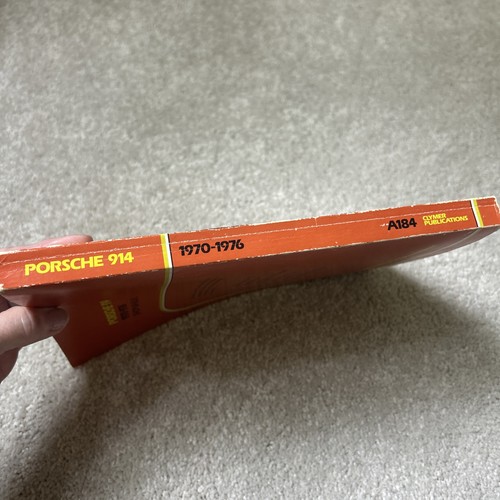 PORSCHE 914
1970-1976
A184
CLYMER
PUBLICATIONS